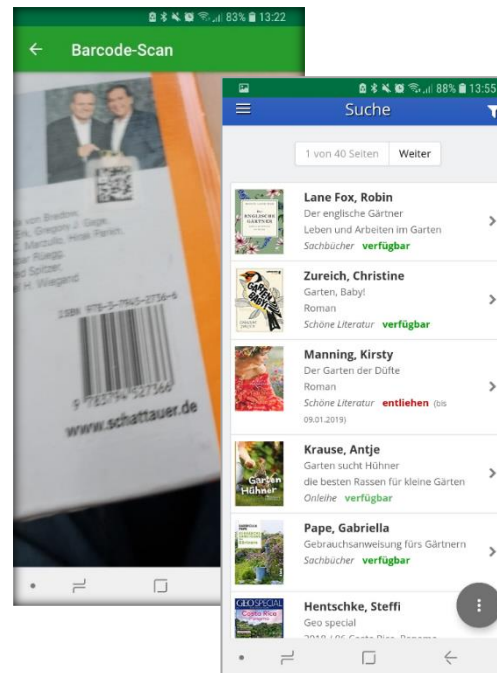 83% 13:22
Barcode-Scan
ISBN 978-3-7945-2736-6
9 783794 527366
www.schattauer.de
88% 13:55
Suche
1 von 40 Seiten Weiter
Lane Fox, Robin
Der englische Gärtner
Leben und Arbeiten im Garten
Sachbücher verfügbar
Zureich, Christine
Garten, Baby!
Roman
Schöne Literatur verfügbar
Manning, Kirsty
Der Garten der Düfte
Roman
Schöne Literatur entliehen (bis
09.01.2019)
Krause, Antje
Garten sucht Hühner
die besten Rassen für kleine Gärten
Onleihe verfügbar
Pape, Gabriella
Gebrauchsanweisung fürs Gärtnern
Sachbücher verfügbar
Hentschke, Steffi
Geo special